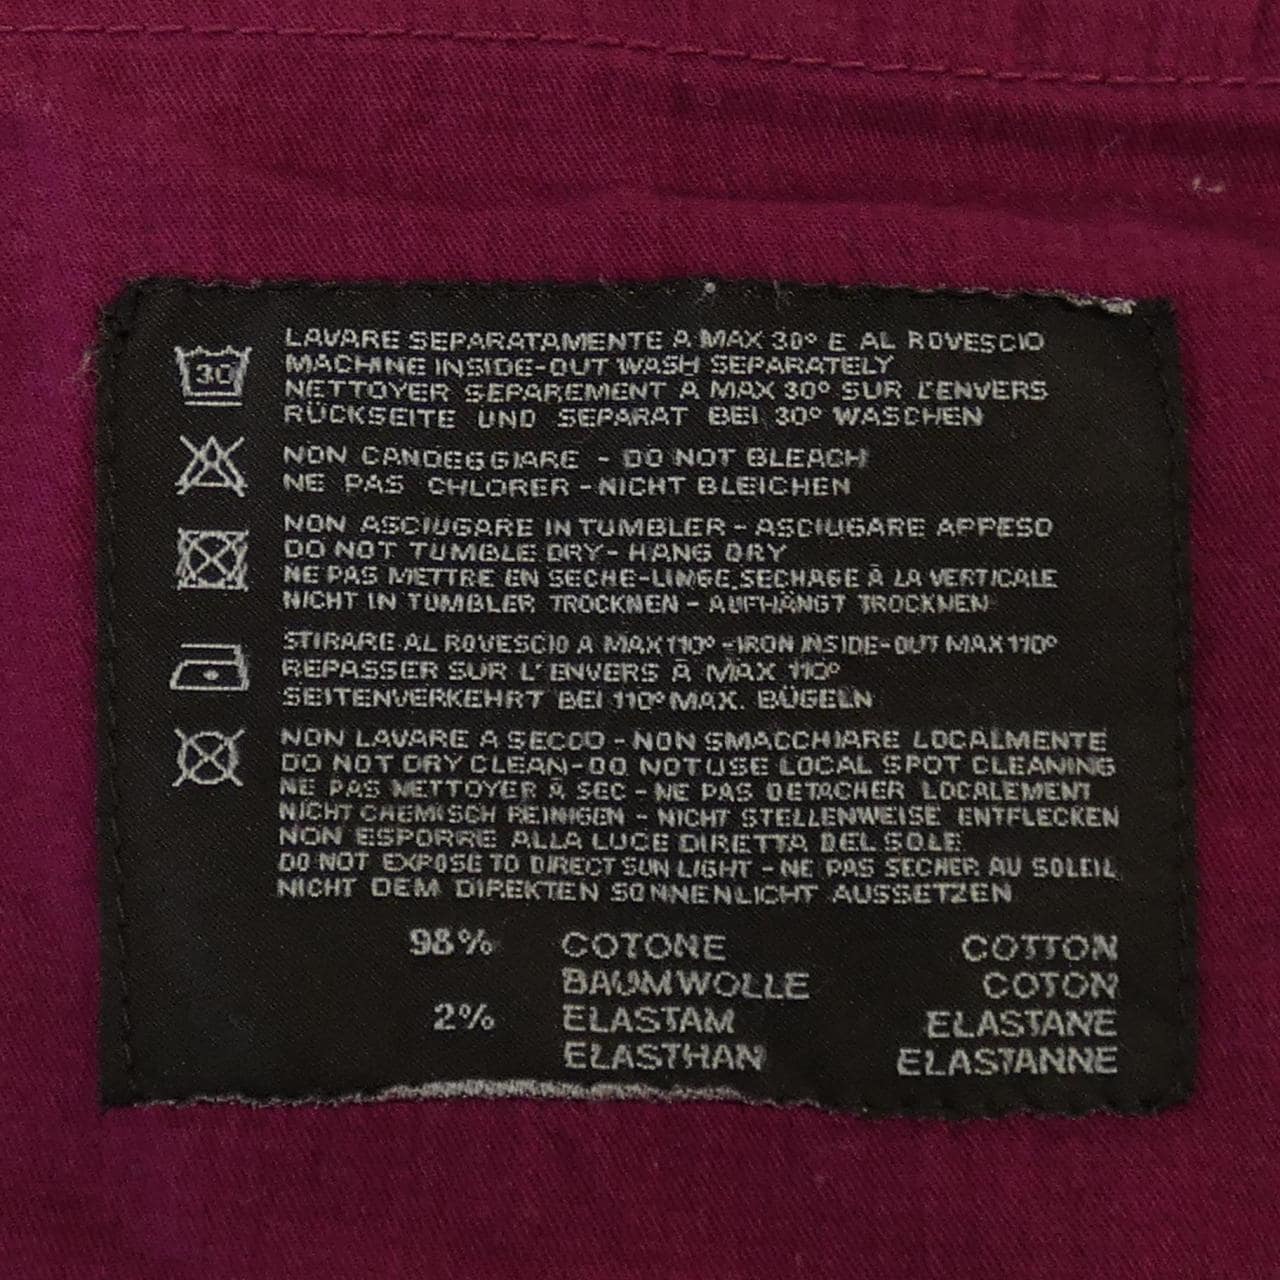 30
LAVARE SEPARATAMENTE A MAX 30° E AL ROVESCIO
MACHINE INSIDE-OUT WASH SEPARATELY
NETTOYER SEPAREMENT A MAX 30° SUR L'ENVERS
RÜCKSEITE UND SEPARAT BEI 30° WASCHEN
NON CANDEGGIARE - DO NOT BLEACH
NE PAS CHLORER - NICHT BLEICHEN
NON ASCIUGARE IN TUMBLER - ASCIUGARE APPESO
DO NOT TUMBLE DRY - HANG DRY
NE PAS METTRE EN SECHE-LINGE, SECHAGE À LA VERTICALE
NICHT IN TUMBLER TROCKNEN - AUFHÄNGT TROCKNEN
STIRARE AL ROVESCIO A MAX 110° - IRON INSIDE-OUT MAX 110°
REPASSER SUR L'ENVERS À MAX 110°
SEITENVERKEHRT BEI 110° MAX. BÜGELN
NON LAVARE A SECCO - NON SMACCHIARE LOCALMENTE
DO NOT DRY CLEAN - DO NOT USE LOCAL SPOT CLEANING
NE PAS NETTOYER À SEC - NE PAS DETACHER LOCALEMENT
NICHT CHEMISCH REINIGEN - NICHT STELLENWEISE ENTFLECKEN
NON ESPORRE ALLA LUCE DIRETTA DEL SOLE
DO NOT EXPOSE TO DIRECT SUN LIGHT - NE PAS SECHER AU SOLEIL
NICHT DEM DIREKTEN SONNENLICHT AUSSETZEN
98% COTONE COTTON
BAUMWOLLE COTON
2% ELASTAM ELASTANE
ELASTHAN ELASTANNE